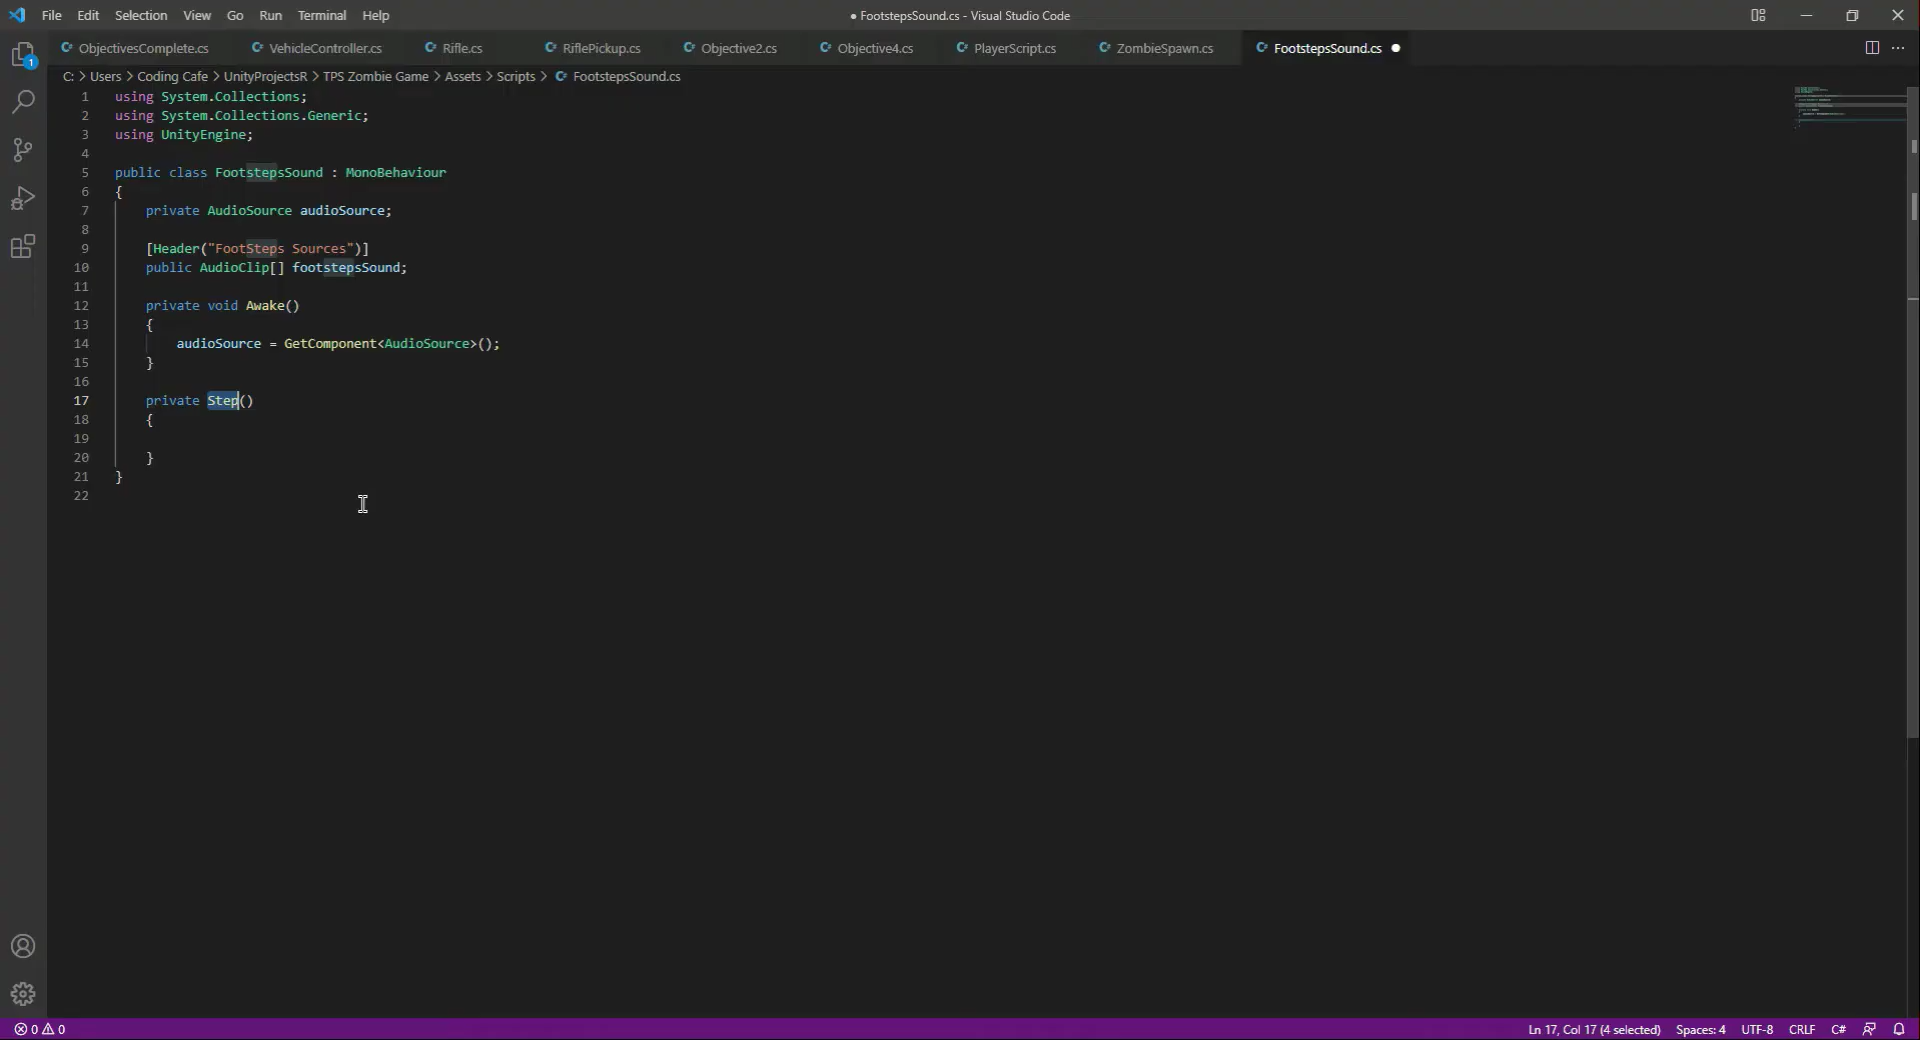 File Edit Selection View Go Run Terminal Help
● FootstepsSound.cs - Visual Studio Code
ObjectivesComplete.cs VehicleController.cs Rifle.cs RiflePickup.cs Objective2.cs Objective4.cs PlayerScript.cs ZombieSpawn.cs FootstepsSound.cs
C: > Users > Coding Cafe > UnityProjectsR > TPS Zombie Game > Assets > Scripts > FootstepsSound.cs
1 using System.Collections;
2 using System.Collections.Generic;
3 using UnityEngine;
4
5 public class FootstepsSound : MonoBehaviour
6 {
7 private AudioSource audioSource;
8
9 [Header("FootSteps Sources")]
10 public AudioClip[] footstepsSound;
11
12 private void Awake()
13 {
14 audioSource = GetComponent<AudioSource>();
15 }
16
17 private Step()
18 {
19
20 }
21 }
22
1
0 0 Ln 17, Col 17 (4 selected) Spaces: 4 UTF-8 CRLF C#